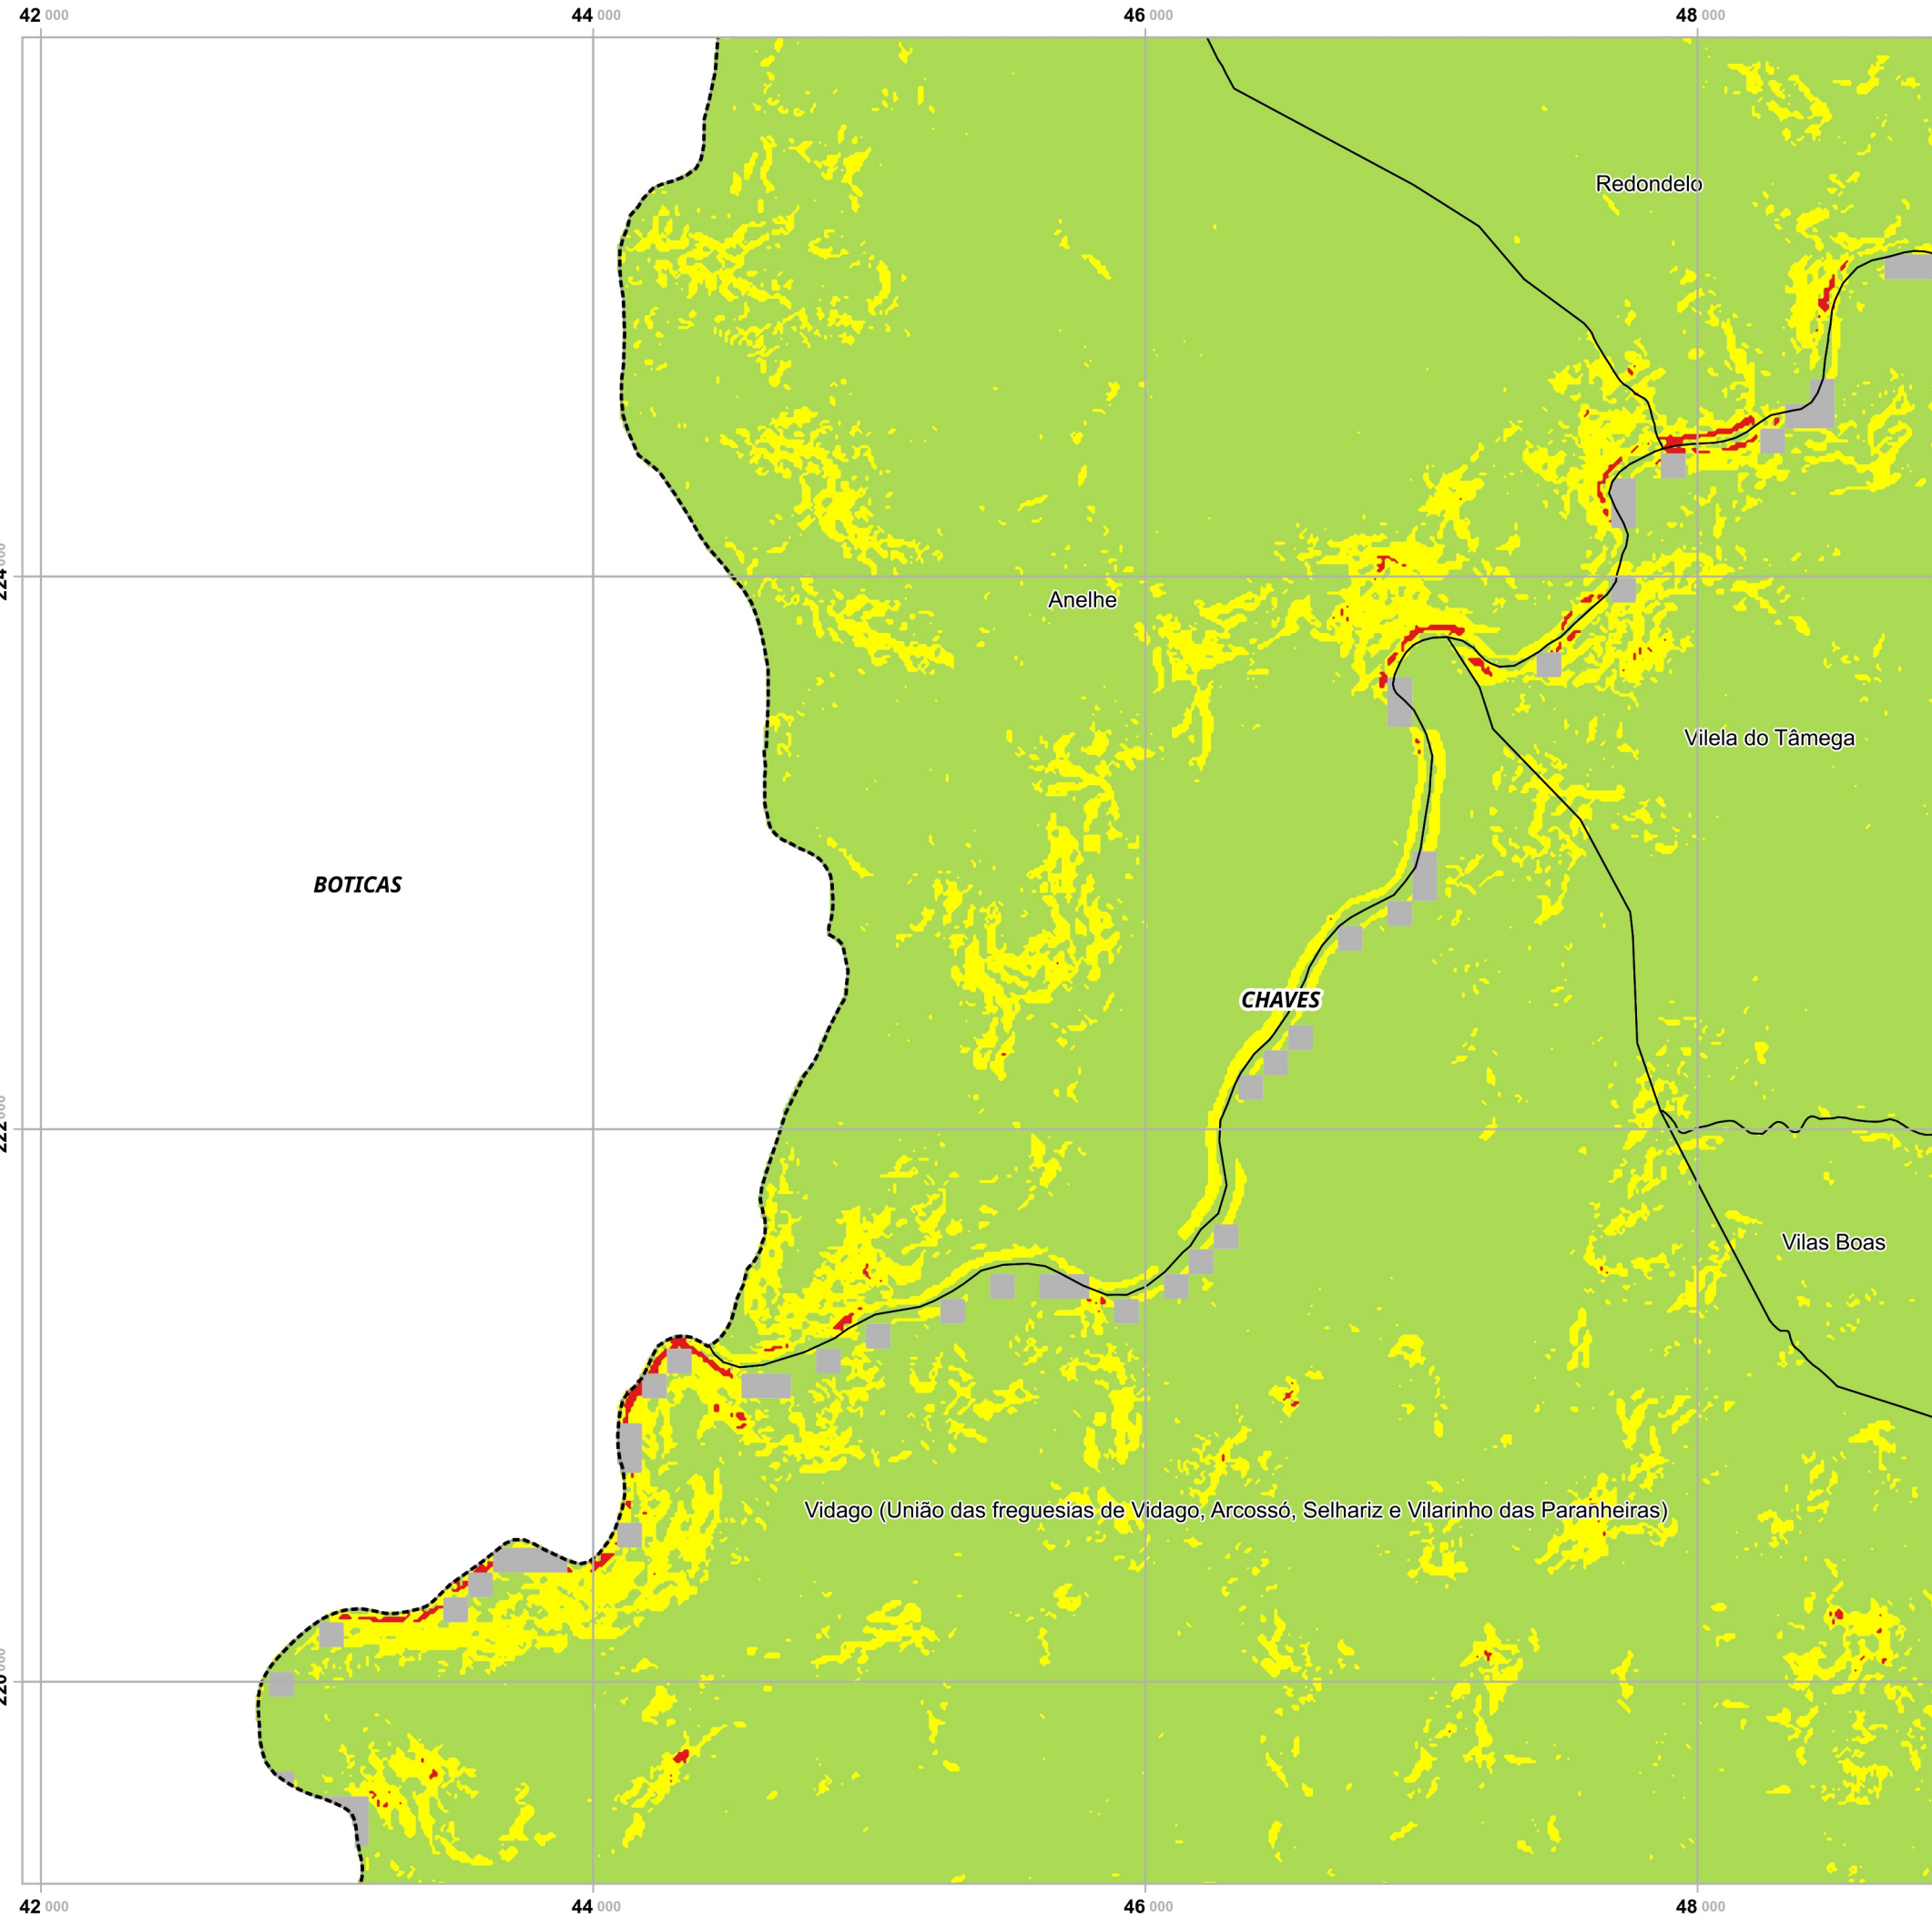 42 000 44 000 46 000 48 000
Redondelo
Anelhe
Vilela do Tâmega
BOTICAS
CHAVES
Vilas Boas
Vidago (União das freguesias de Vidago, Arcossó, Selhariz e Vilarinho das Paranheiras)
42 000 44 000 46 000 48 000